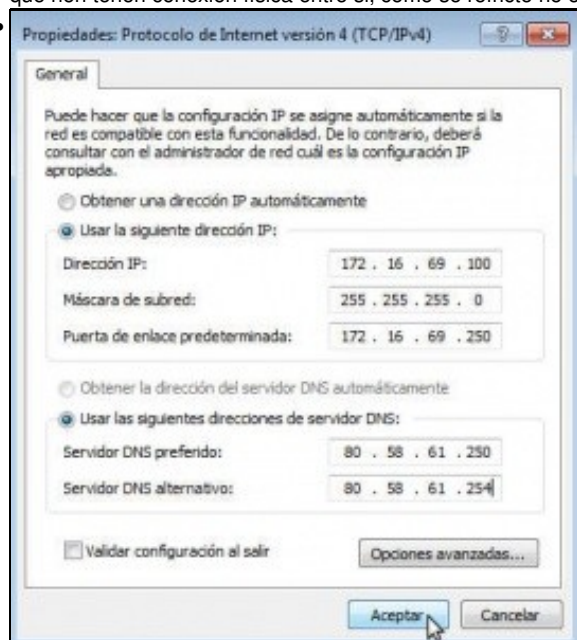 que non teñen conexión física entre si, como se reflicte no e
Propiedades: Protocolo de Internet versión 4 (TCP/IPv4)
General
Puede hacer que la configuración IP se asigne automáticamente si la
red es compatible con esta funcionalidad. De lo contrario, deberá
consultar con el administrador de red cuál es la configuración IP
apropiada.
Obtener una dirección IP automáticamente
Usar la siguiente dirección IP:
Dirección IP: 172 . 16 . 69 . 100
Máscara de subred: 255 . 255 . 255 . 0
Puerta de enlace predeterminada: 172 . 16 . 69 . 250
Obtener la dirección del servidor DNS automáticamente
Usar las siguientes direcciones de servidor DNS:
Servidor DNS preferido: 80 . 58 . 61 . 250
Servidor DNS alternativo: 80 . 58 . 61 . 254
Validar configuración al salir Opciones avanzadas...
Aceptar Cancelar